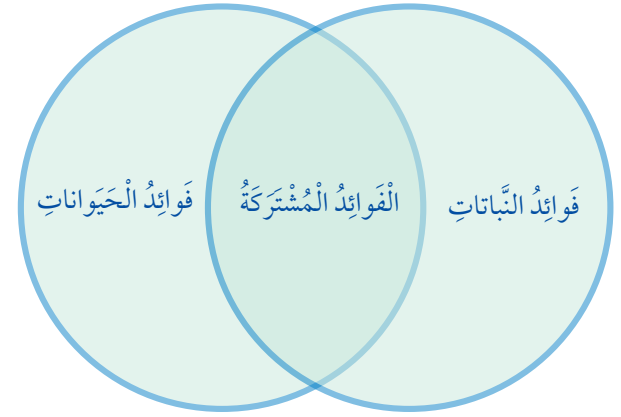 فَوائِدُ النَّباتاتِ
الْفَوائِدُ الْمُشْتَرَكَةُ
فَوائِدُ الْحَيَواناتِ